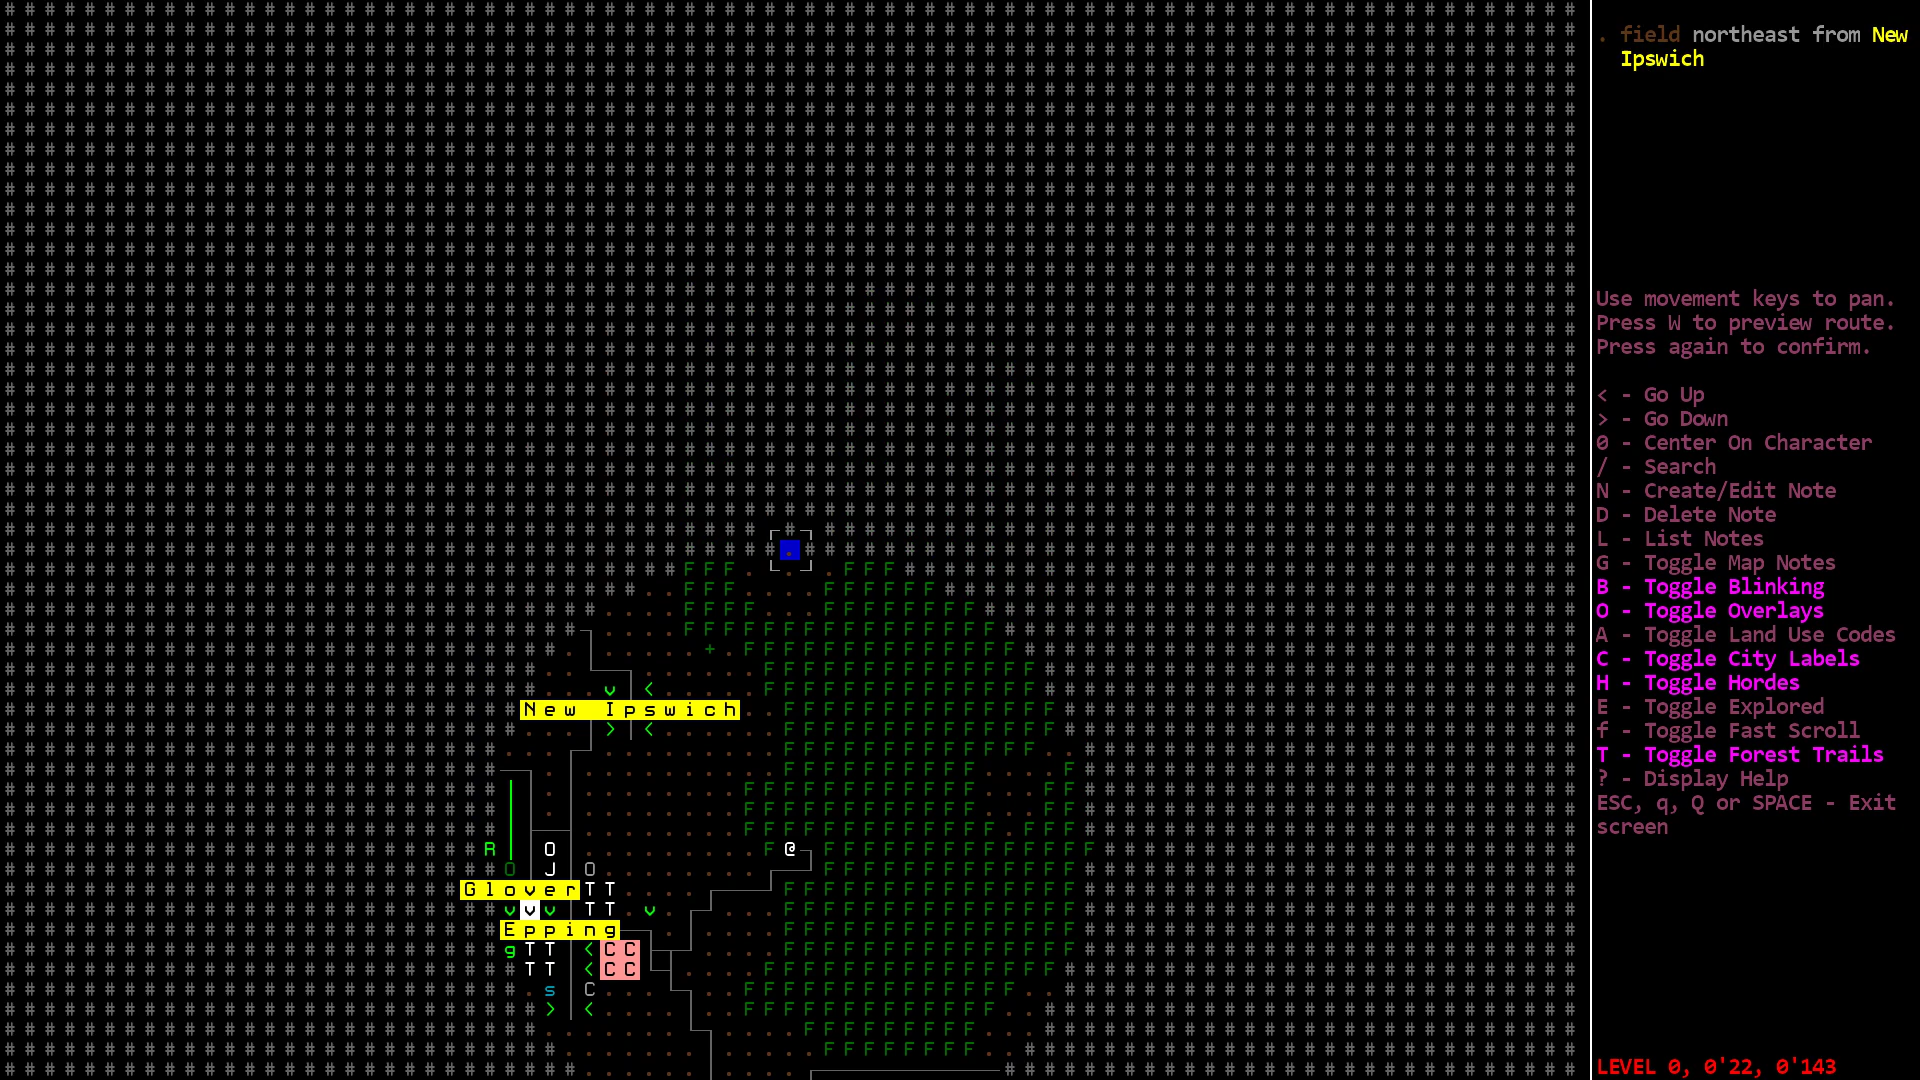 . field northeast from New
Ipswich
Use movement keys to pan.
Press W to preview route.
Press again to confirm.
< - Go Up
> - Go Down
0 - Center On Character
/ - Search
N - Create/Edit Note
D - Delete Note
L - List Notes
G - Toggle Map Notes
B - Toggle Blinking
O - Toggle Overlays
A - Toggle Land Use Codes
C - Toggle City Labels
H - Toggle Hordes
E - Toggle Explored
f - Toggle Fast Scroll
T - Toggle Forest Trails
? - Display Help
ESC, q, Q or SPACE - Exit
screen
LEVEL 0, 0'22, 0'143
New Ipswich
Glover
Epping